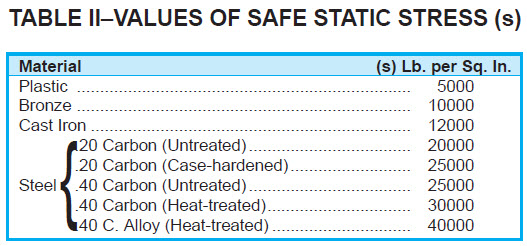 TABLE II–VALUES OF SAFE STATIC STRESS (s)
Material (s) Lb. per Sq. In.
Plastic ........................................................................ 5000
Bronze ....................................................................... 10000
Cast Iron .................................................................... 12000
.20 Carbon (Untreated)................................... 20000
.20 Carbon (Case-hardened)........................... 25000
Steel .40 Carbon (Untreated)................................... 25000
.40 Carbon (Heat-treated)............................... 30000
.40 C. Alloy (Heat-treated) .............................. 40000